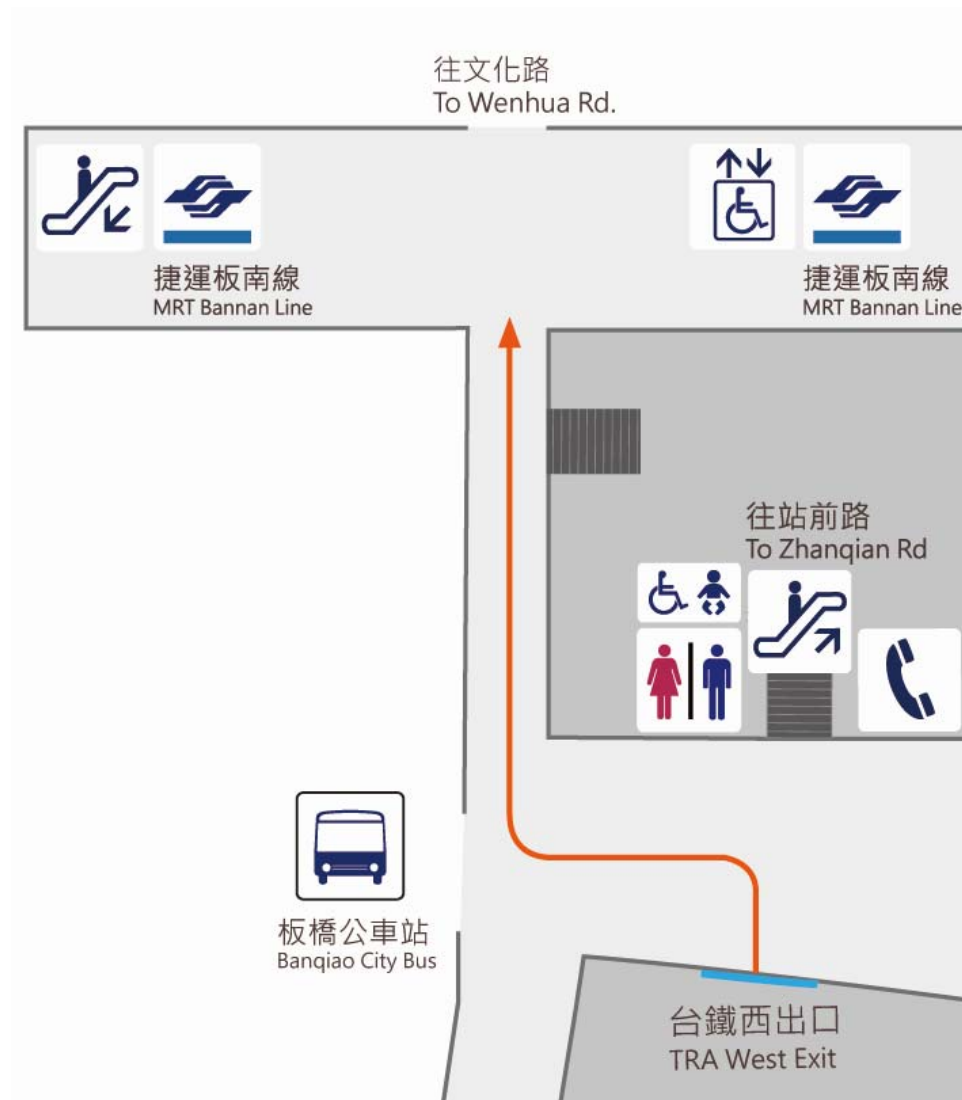 往文化路
To Wenhua Rd.
捷運板南線
MRT Bannan Line
捷運板南線
MRT Bannan Line
往站前路
To Zhanqian Rd
板橋公車站
Banqiao City Bus
台鐵西出口
TRA West Exit